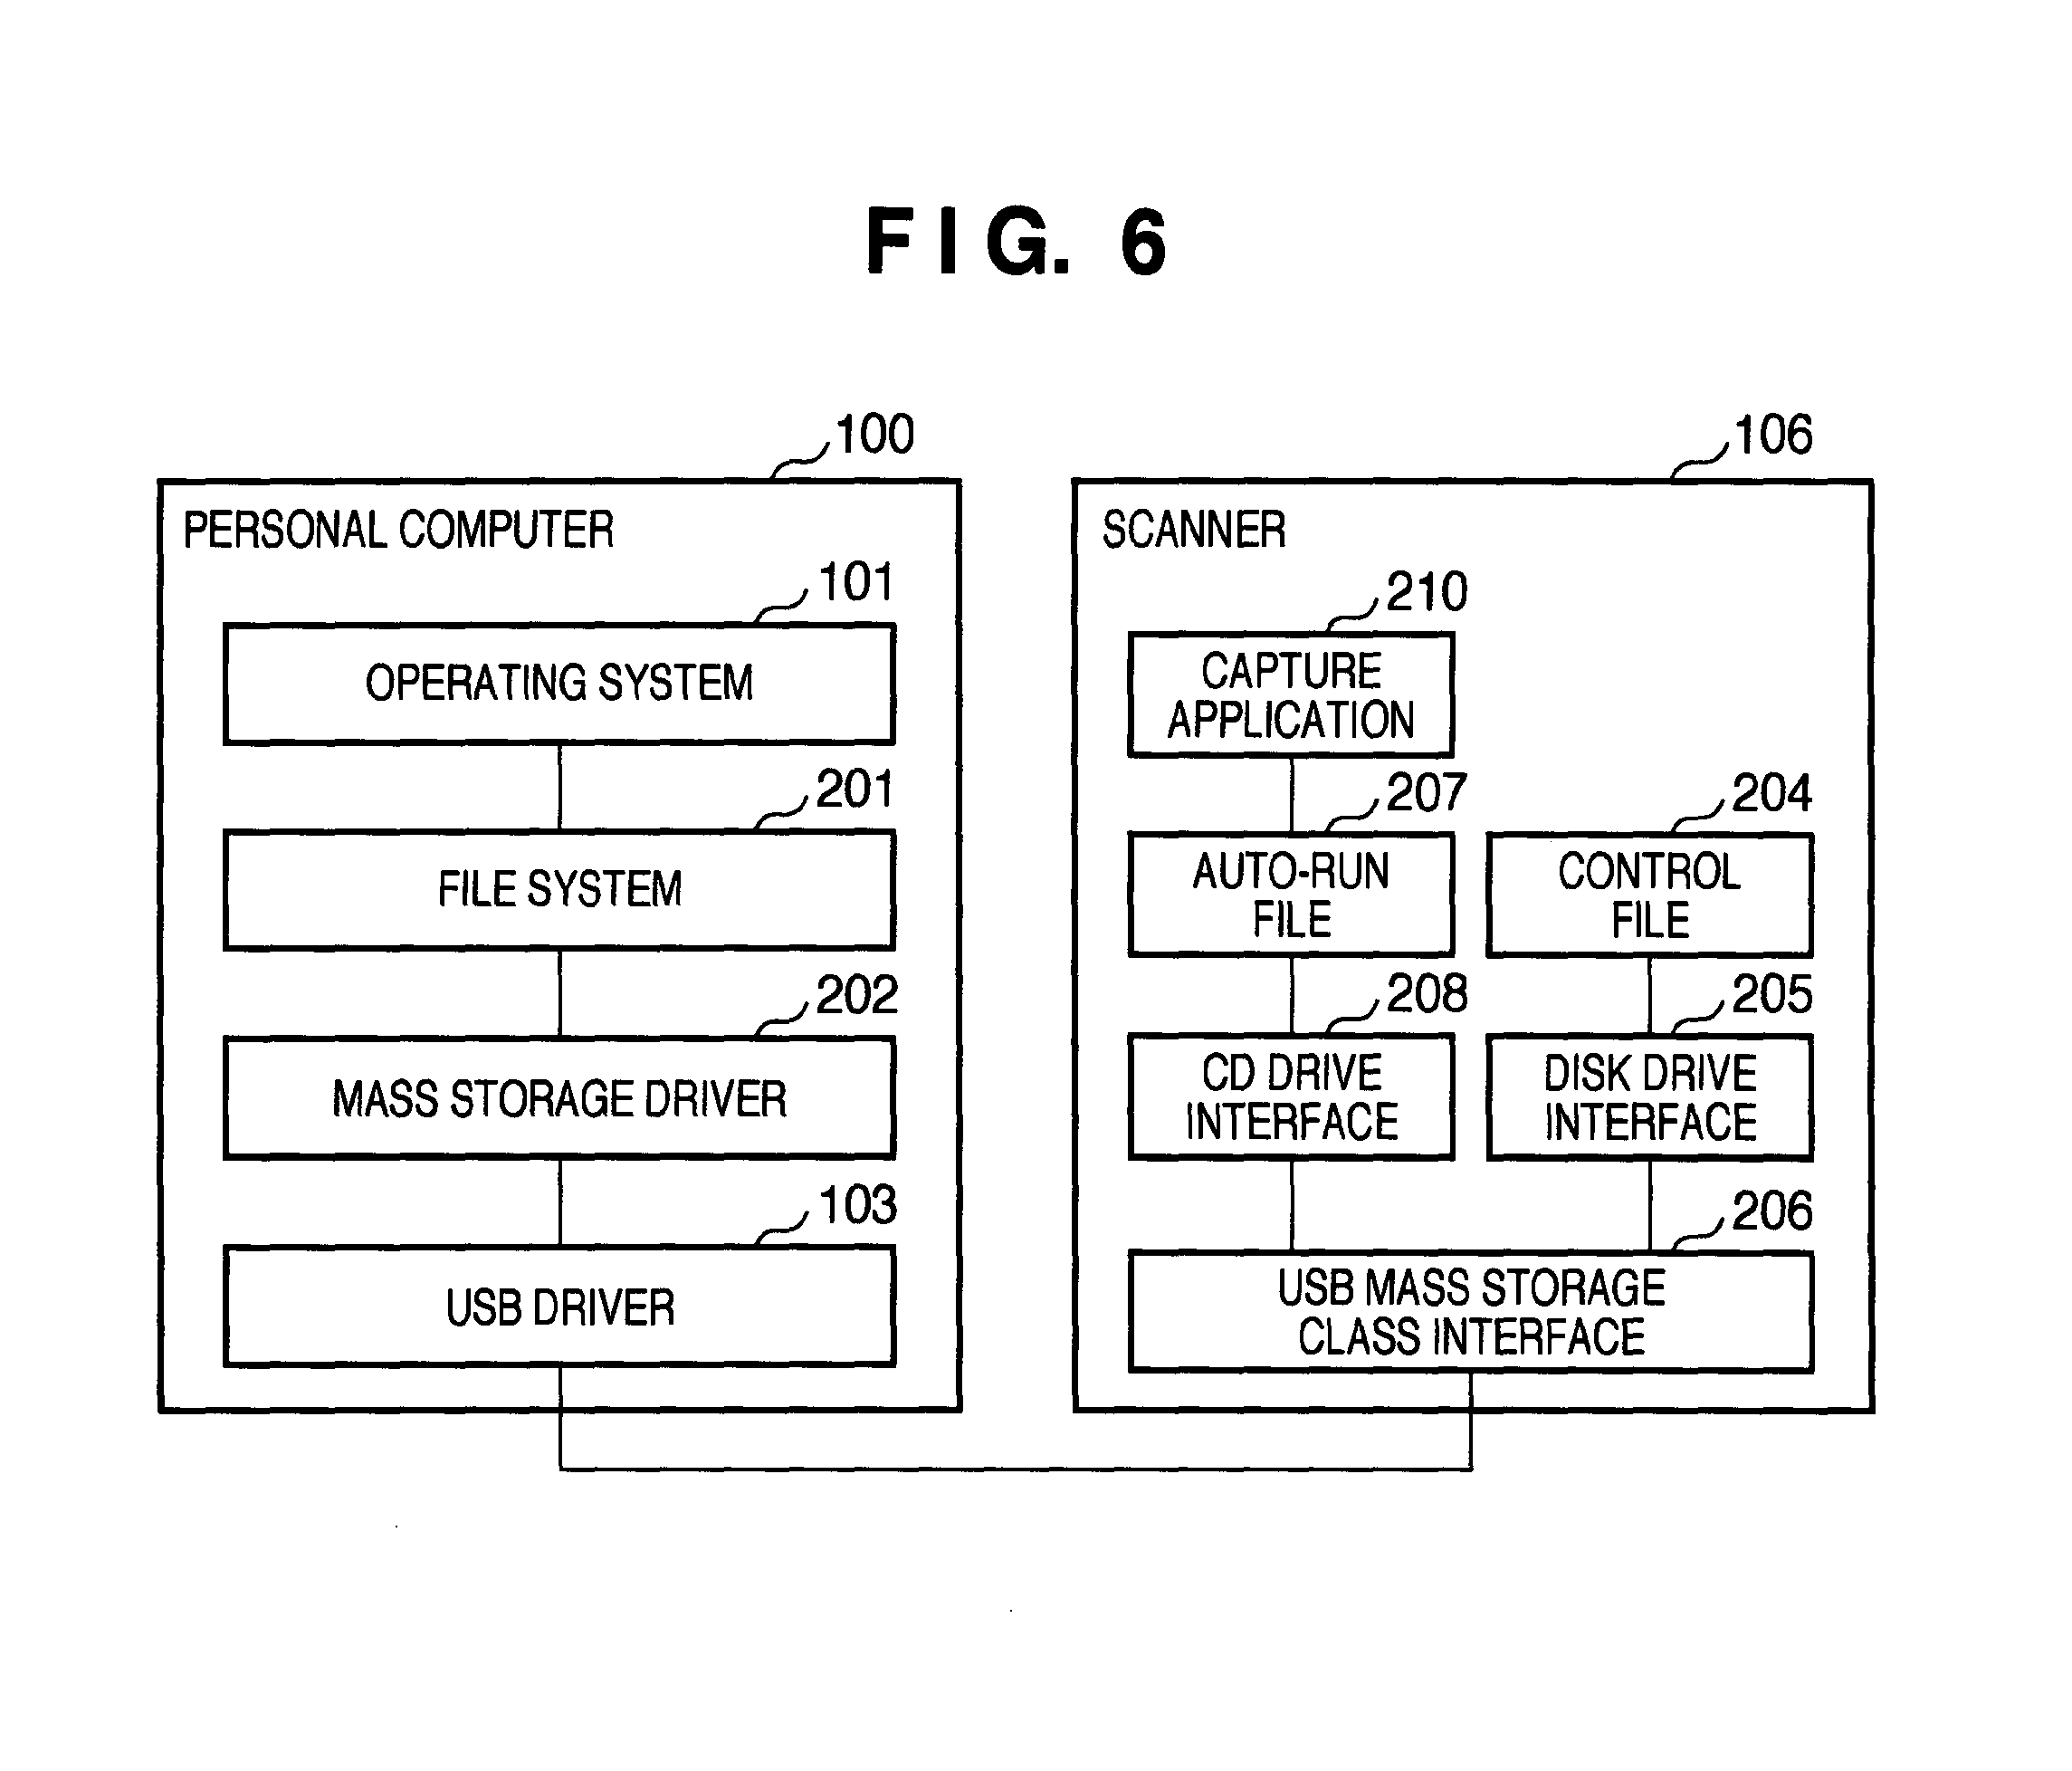 FIG. 6
100
PERSONAL COMPUTER
101
OPERATING SYSTEM
201
FILE SYSTEM
202
MASS STORAGE DRIVER
103
USB DRIVER
106
SCANNER
210
CAPTURE
APPLICATION
207
AUTO-RUN
FILE
204
CONTROL
FILE
208
CD DRIVE
INTERFACE
205
DISK DRIVE
INTERFACE
206
USB MASS STORAGE
CLASS INTERFACE